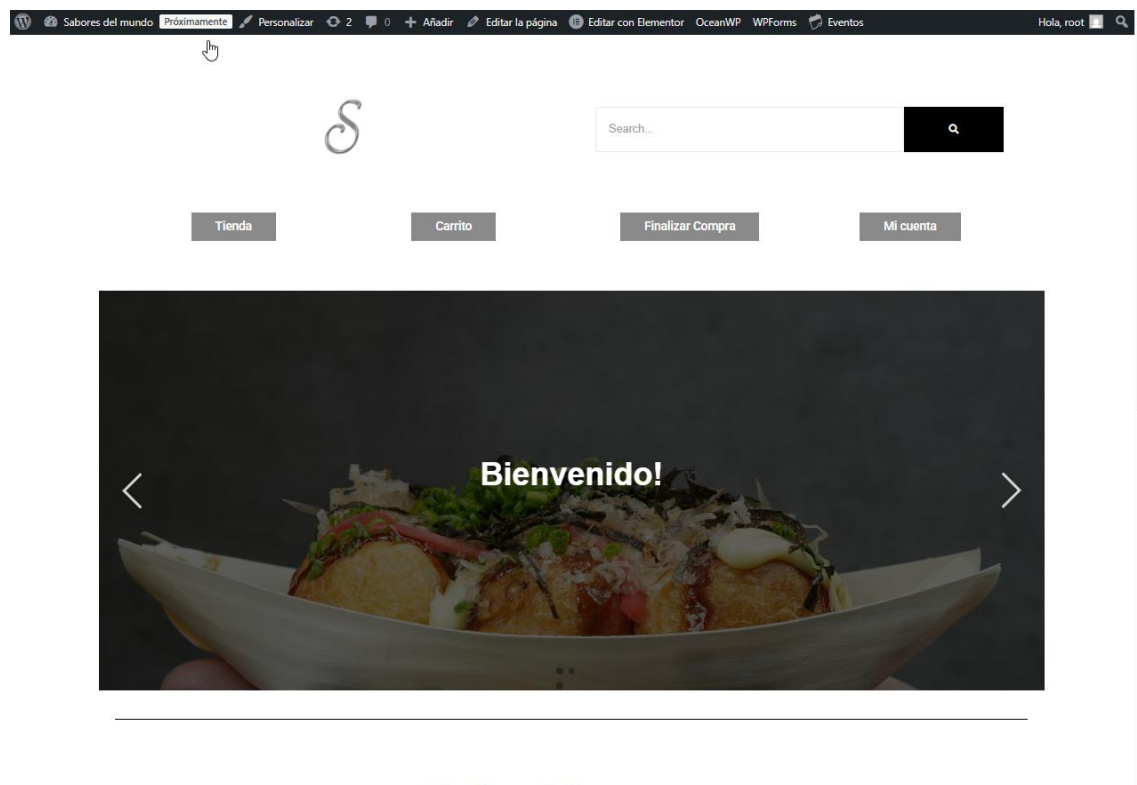 Sabores del mundo Próximamente Personalizar 2 0 Añadir Editar la página Editar con Elementor OceanWP WPForms Eventos Hola, root
S
Search...
Tienda Carrito Finalizar Compra Mi cuenta
Bienvenido!